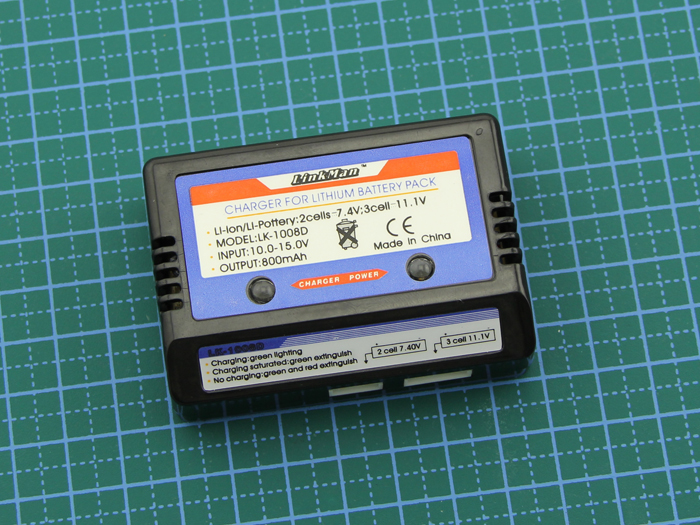 LinkMan™
CHARGER FOR LITHIUM BATTERY PACK
• Li-Ion/Li-Pottery:2cells-7.4V;3cell-11.1V
• MODEL:LK-1008D
• INPUT:10.0-15.0V
• OUTPUT:800mAh
CE
Made in China
CHARGER POWER
LK-1008D
• Charging:green lighting
• Charging saturated:green extinguish
• No charging:green and red extinguish
2 cell 7.40V
3 cell 11.1V